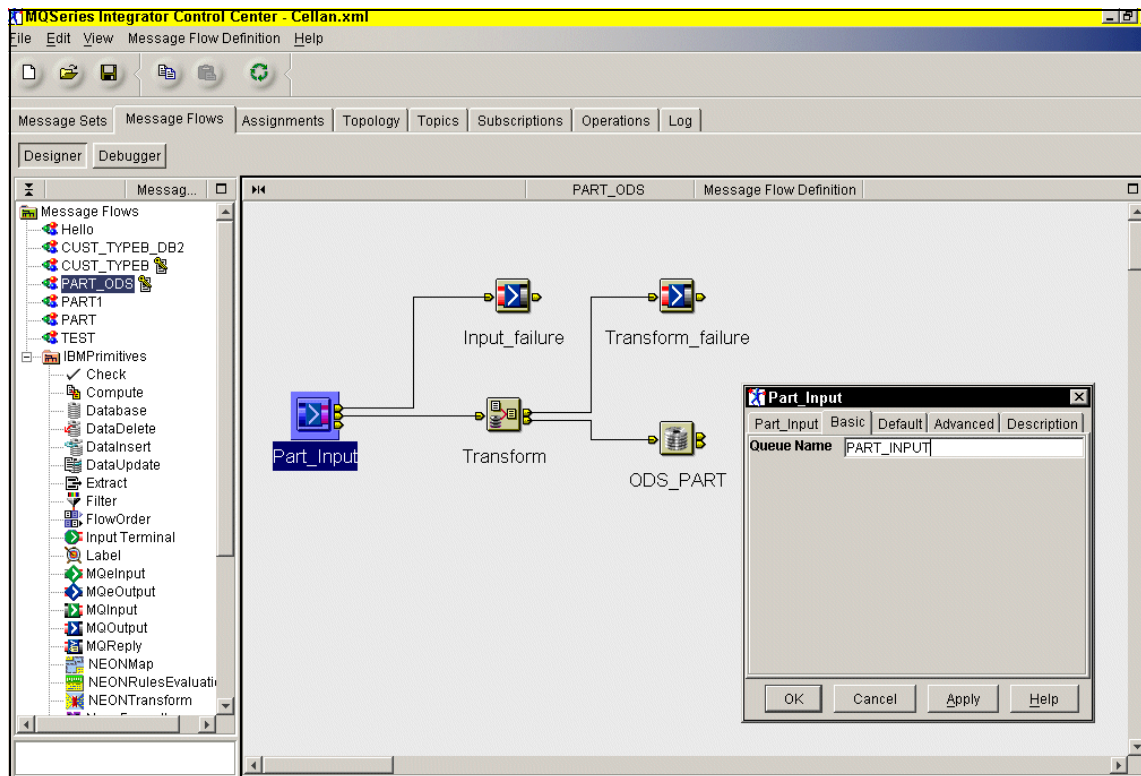 MQSeries Integrator Control Center - Cellan.xml
File Edit View Message Flow Definition Help
Message Sets Message Flows Assignments Topology Topics Subscriptions Operations Log
Designer Debugger
Messag...
PART_ODS Message Flow Definition
Message Flows
Hello
CUST_TYPEB_DB2
CUST_TYPEB
PART_ODS
PART1
PART
TEST
IBMPrimitives
Check
Compute
Database
DataDelete
DataInsert
DataUpdate
Extract
Filter
FlowOrder
Input Terminal
Label
MQeInput
MQeOutput
MQInput
MQOutput
MQReply
NEONMap
NEONRulesEvaluati
NEONTransform
Input_failure
Transform_failure
Part_Input
Transform
ODS_PART
Part_Input
Part_Input Basic Default Advanced Description
Queue Name PART_INPUT
OK Cancel Apply Help